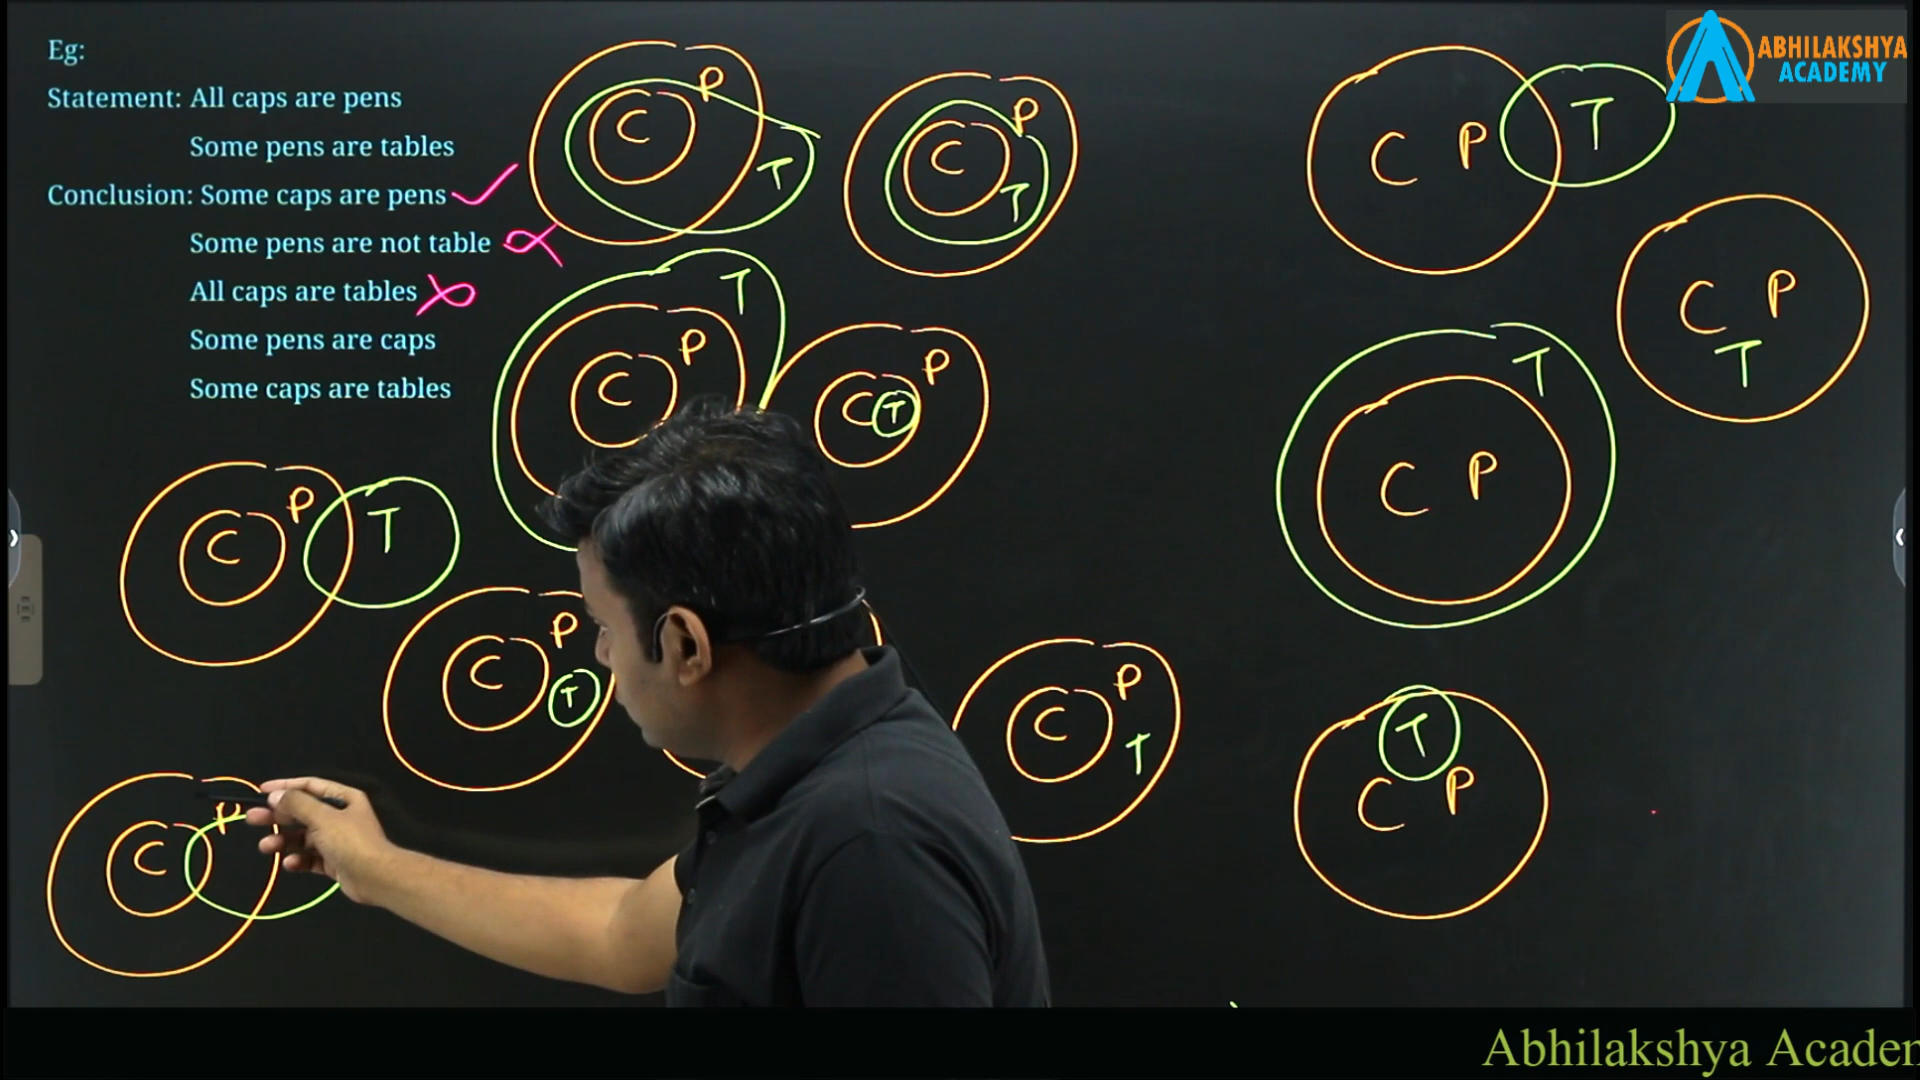 Eg:
Statement: All caps are pens
Some pens are tables
Conclusion: Some caps are pens
Some pens are not table
All caps are tables
Some pens are caps
Some caps are tables
ABHILAKSHYA
ACADEMY
C P T
C P T
C P T
C P T
C P T
C P T
C P T
C P T
C P T
C P T
C P T
C P T
C P
Abhilakshya Academ